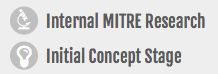 Internal MITRE Research
Initial Concept Stage